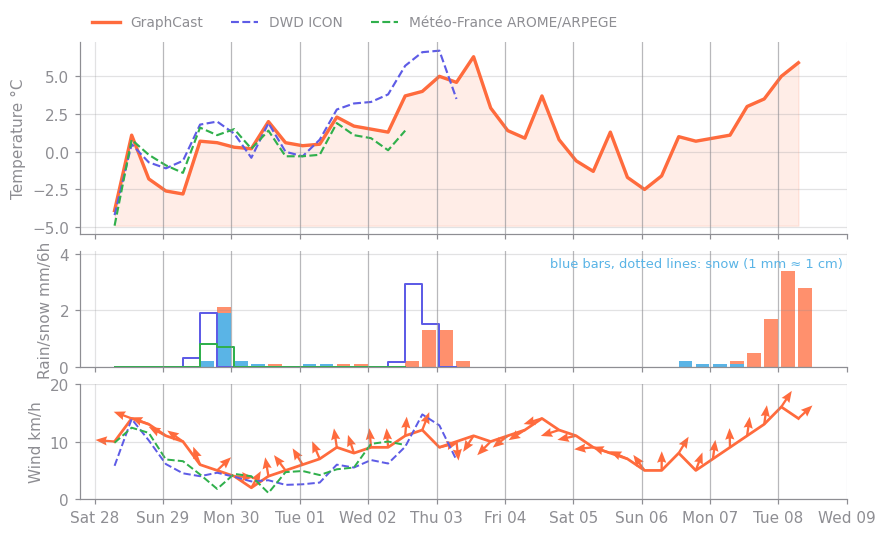 GraphCast DWD ICON Météo-France AROME/ARPEGE
Temperature °C
5.0
2.5
0.0
−2.5
−5.0
Rain/snow mm/6h
4
2
0
blue bars, dotted lines: snow (1 mm ≈ 1 cm)
Wind km/h
20
10
0
Sat 28 Sun 29 Mon 30 Tue 01 Wed 02 Thu 03 Fri 04 Sat 05 Sun 06 Mon 07 Tue 08 Wed 09